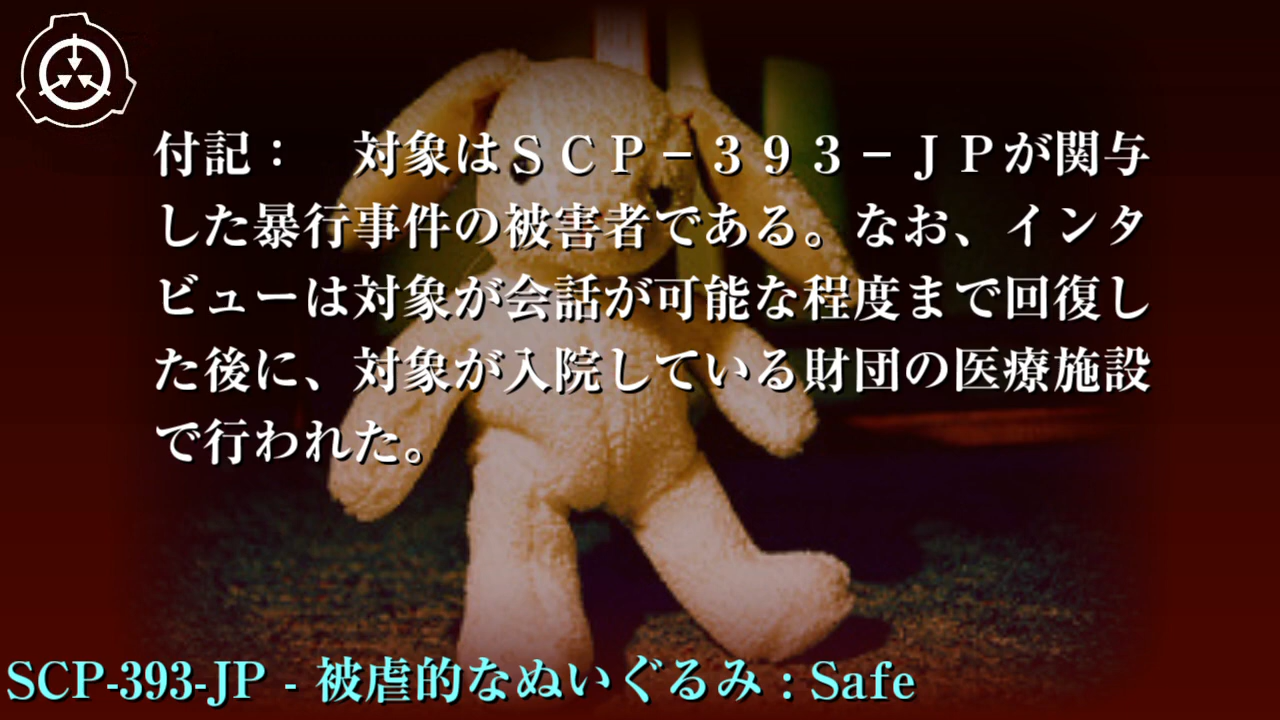 付記：　対象はＳＣＰ－３９３－ＪＰが関与
した暴行事件の被害者である。なお、インタ
ビューは対象が会話が可能な程度まで回復し
た後に、対象が入院している財団の医療施設
で行われた。
SCP-393-JP - 被虐的なぬいぐるみ : Safe